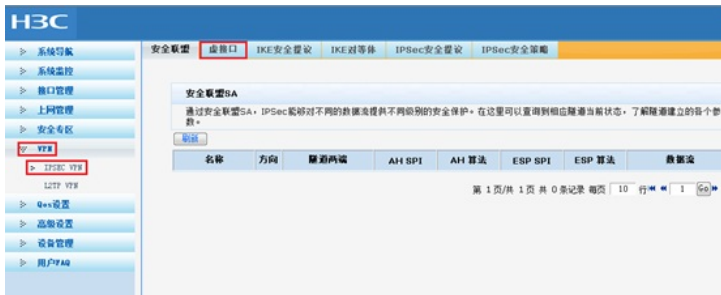 H3C
系统导航
系统监控
接口管理
上网管理
安全专区
VPN
IPSEC VPN
L2TP VPN
Qos设置
高级设置
设备管理
用户FAQ
安全联盟 虚接口 IKE安全提议 IKE对等体 IPSec安全提议 IPSec安全策略
安全联盟SA
通过安全联盟SA，IPSec能够对不同的数据流提供不同级别的安全保护。在这里可以查询到相应隧道当前状态，了解隧道建立的各个参
数。
刷新
名称 方向 隧道两端 AH SPI AH 算法 ESP SPI ESP 算法 数据流
第 1 页/共 1 页 共 0 条记录 每页 10 行 1 Go